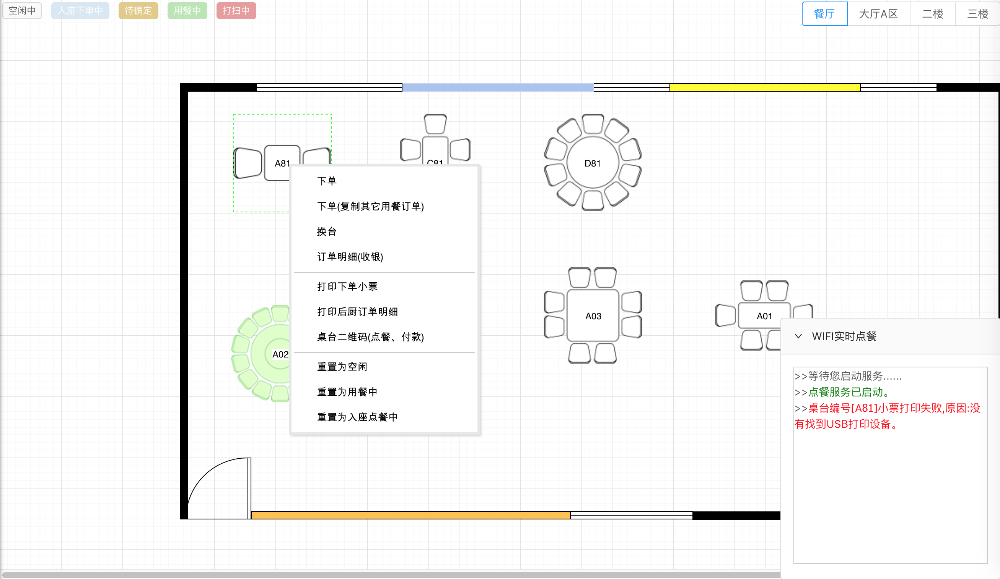 空闲中
入座下单中
待确定
用餐中
打扫中
餐厅
大厅A区
二楼
三楼
A81
C81
D81
下单
下单(复制其它用餐订单)
换台
订单明细(收银)
打印下单小票
打印后厨订单明细
桌台二维码(点餐、付款)
重置为空闲
重置为用餐中
重置为入座点餐中
A02
A03
A01
WIFI实时点餐
>>等待您启动服务......
>>点餐服务已启动。
>>桌台编号[A81]小票打印失败,原因:没
有找到USB打印设备。